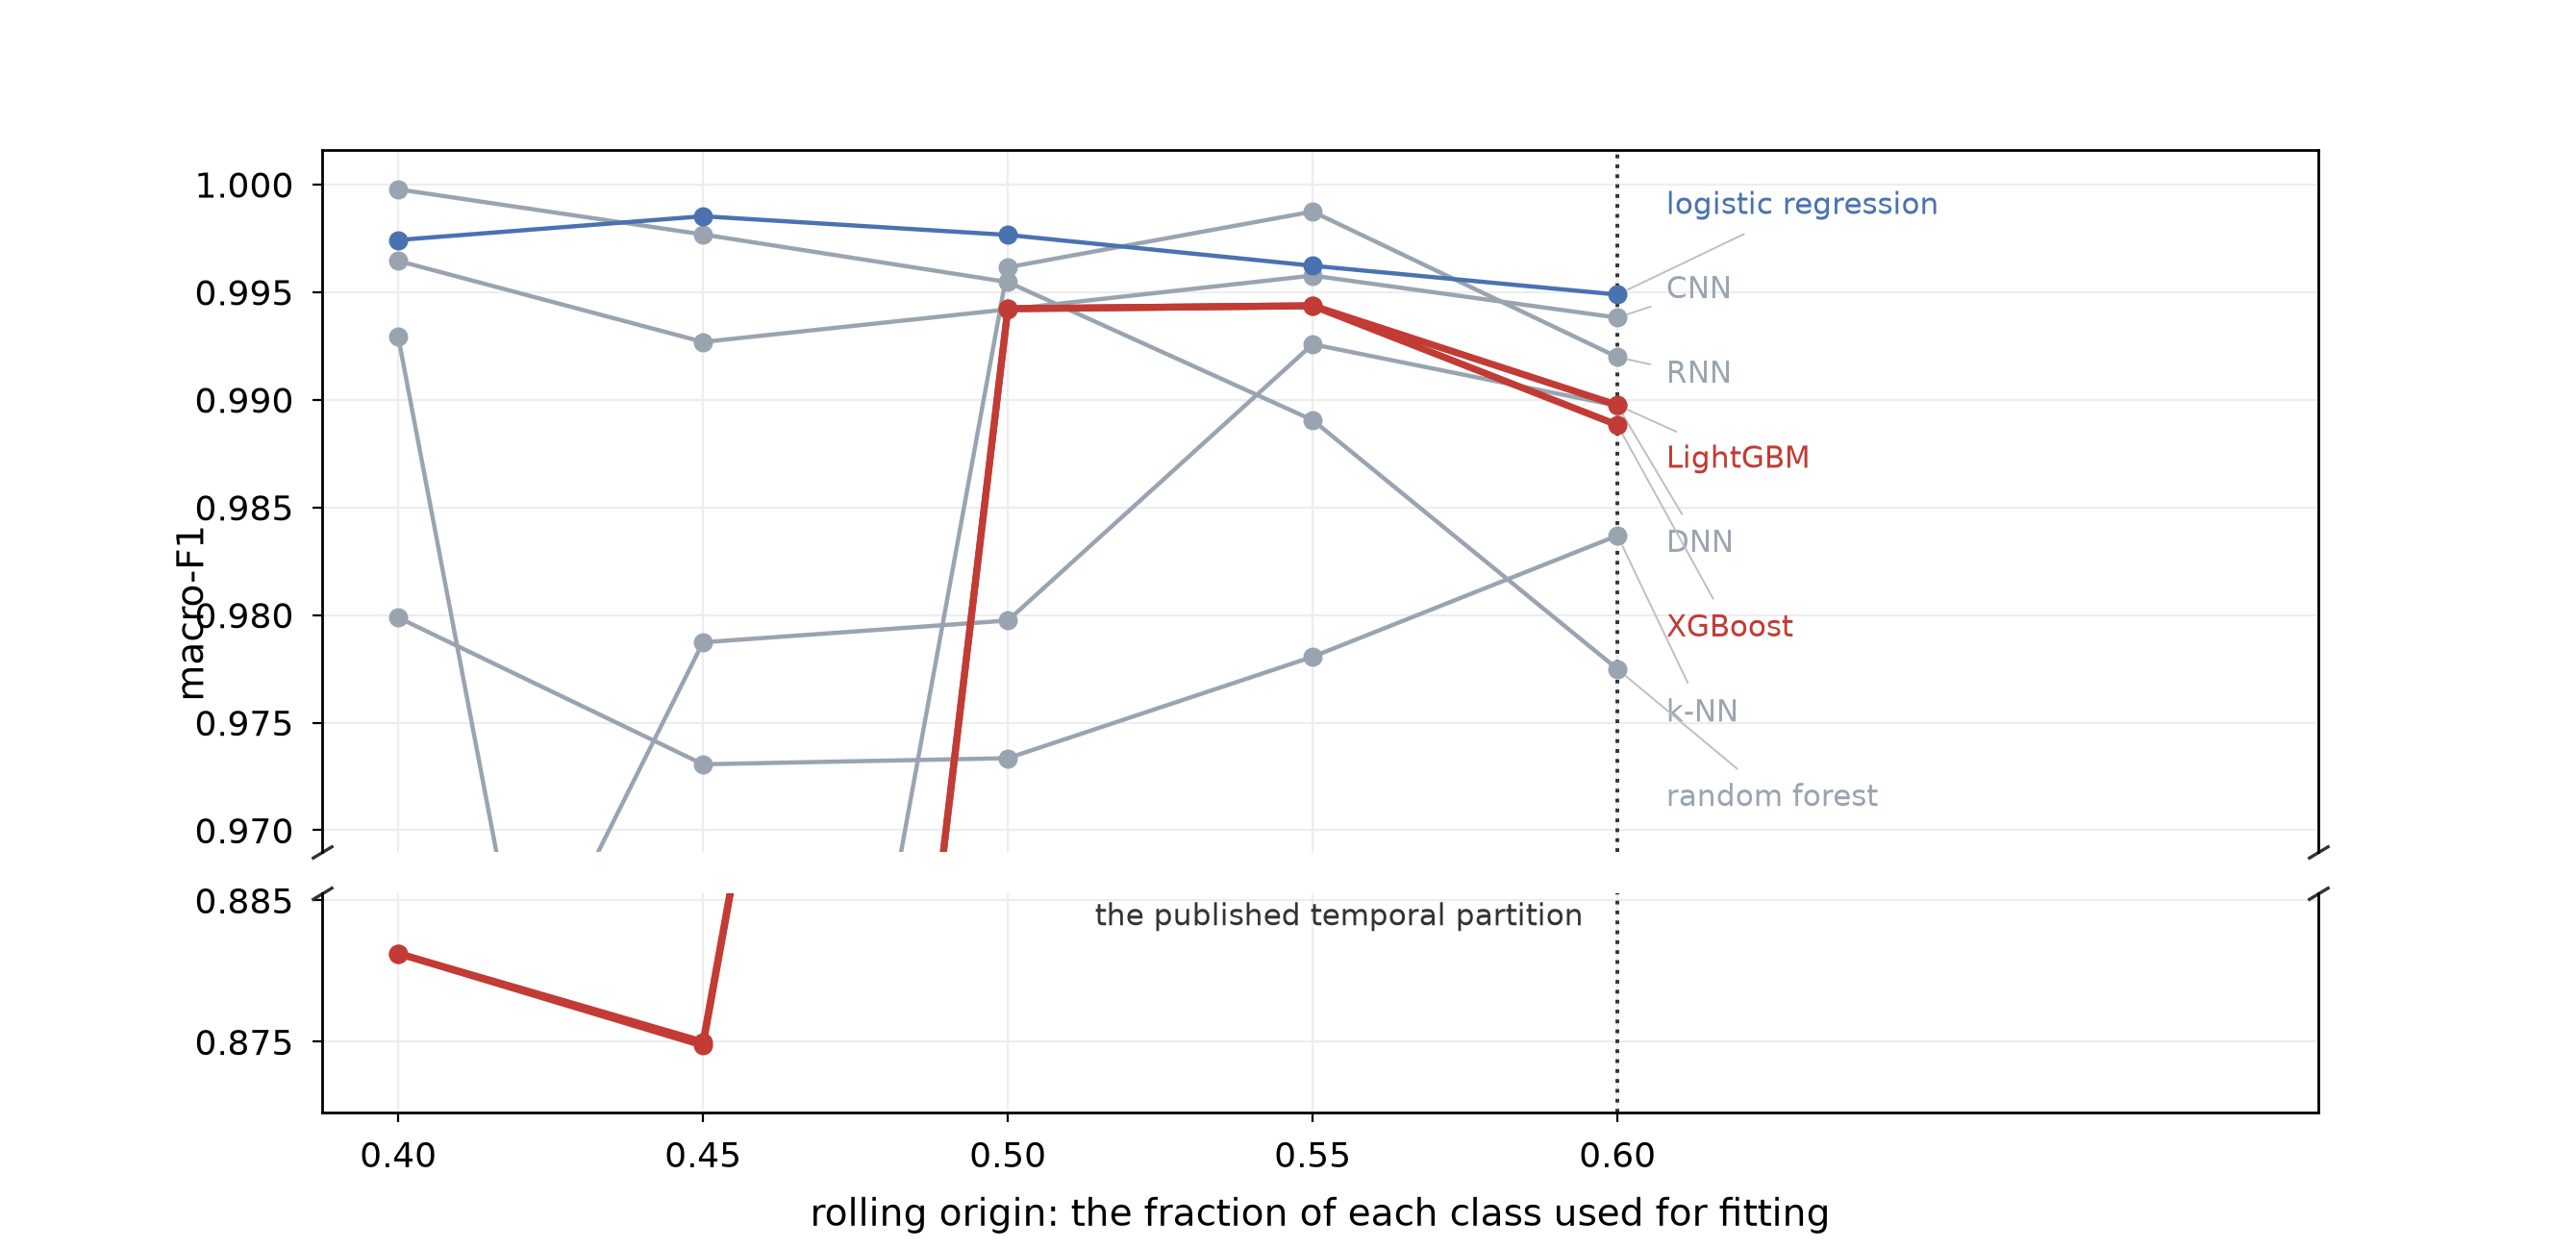 1.000
0.995
0.990
0.985
0.980
0.975
0.970
0.885
0.875
macro-F1
logistic regression
CNN
RNN
LightGBM
DNN
XGBoost
k-NN
random forest
the published temporal partition
0.40 0.45 0.50 0.55 0.60
rolling origin: the fraction of each class used for fitting